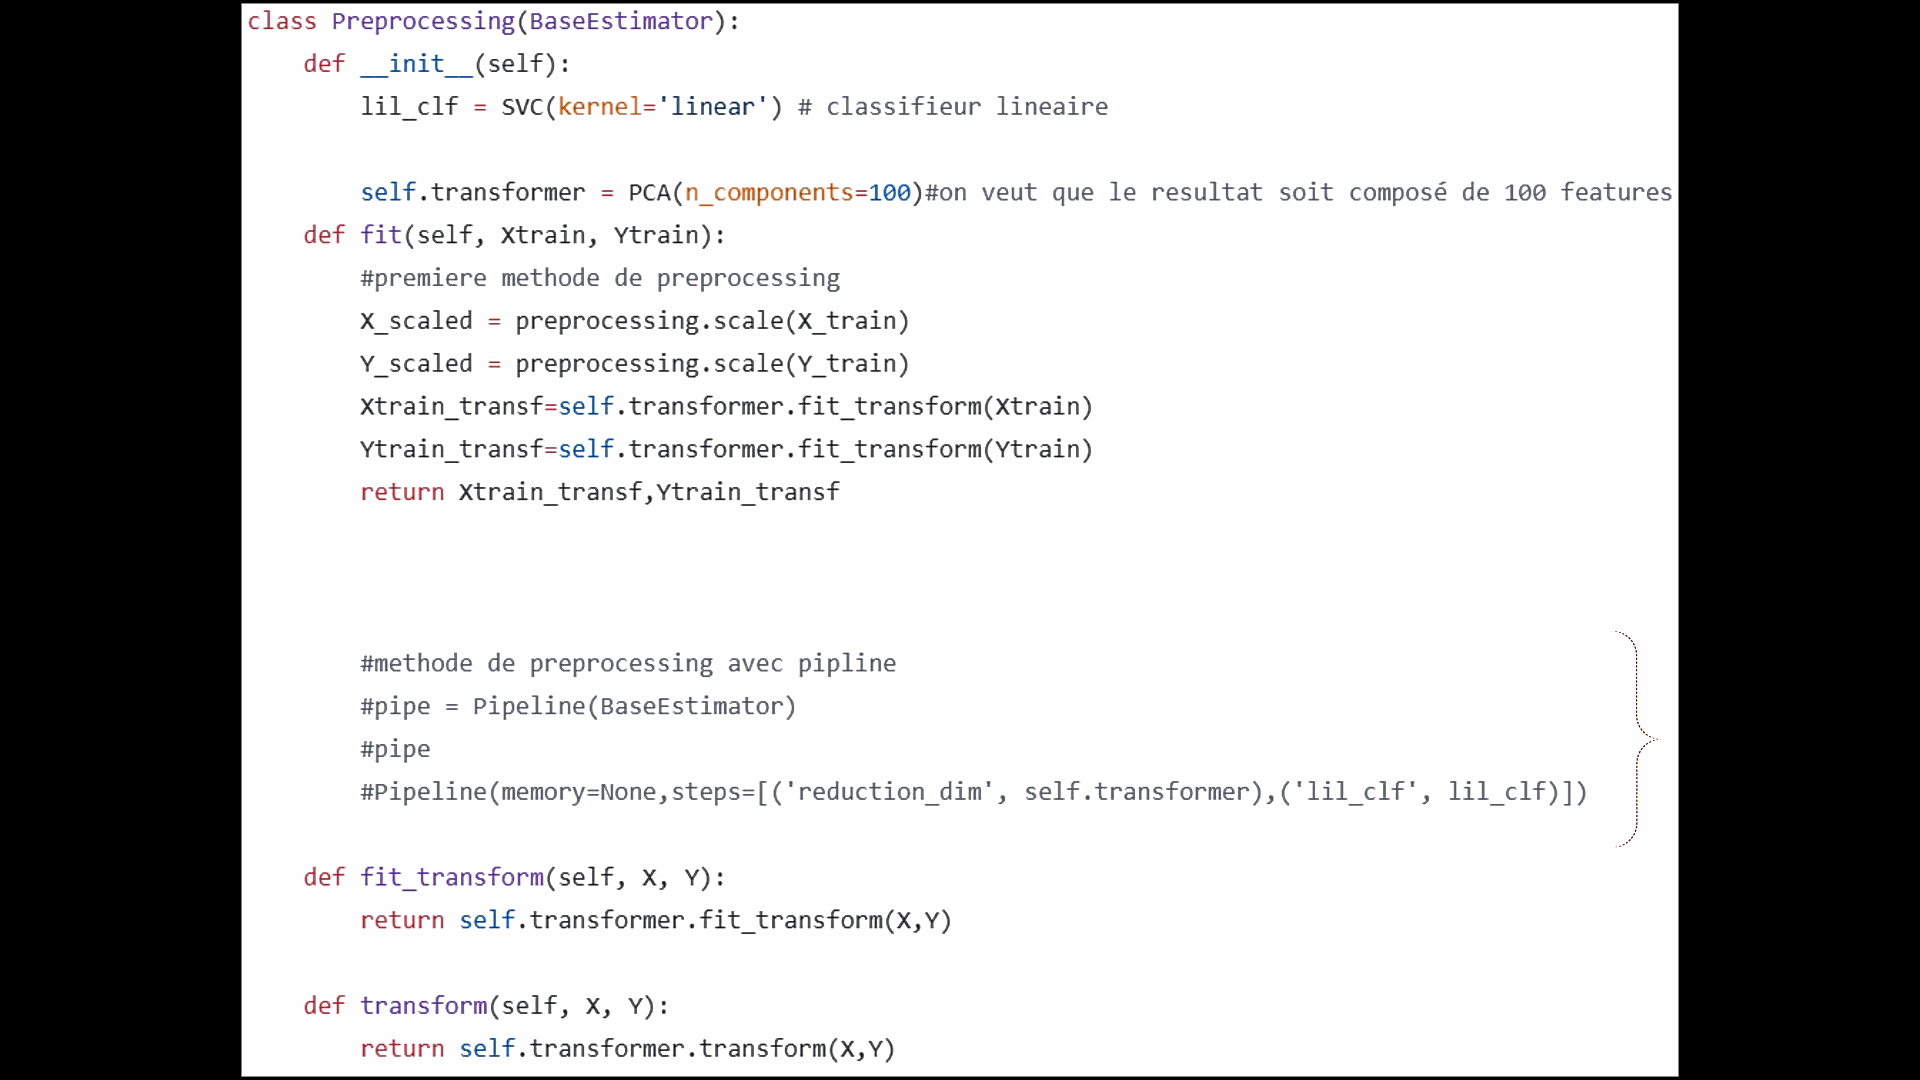 class Preprocessing(BaseEstimator):
    def __init__(self):
        lil_clf = SVC(kernel='linear') # classifieur lineaire
        self.transformer = PCA(n_components=100)#on veut que le resultat soit composé de 100 features
    def fit(self, Xtrain, Ytrain):
        #premiere methode de preprocessing
        X_scaled = preprocessing.scale(X_train)
        Y_scaled = preprocessing.scale(Y_train)
        Xtrain_transf=self.transformer.fit_transform(Xtrain)
        Ytrain_transf=self.transformer.fit_transform(Ytrain)
        return Xtrain_transf,Ytrain_transf
        #methode de preprocessing avec pipline
        #pipe = Pipeline(BaseEstimator)
        #pipe
        #Pipeline(memory=None,steps=[('reduction_dim', self.transformer),('lil_clf', lil_clf)])
    def fit_transform(self, X, Y):
        return self.transformer.fit_transform(X,Y)
    def transform(self, X, Y):
        return self.transformer.transform(X,Y)